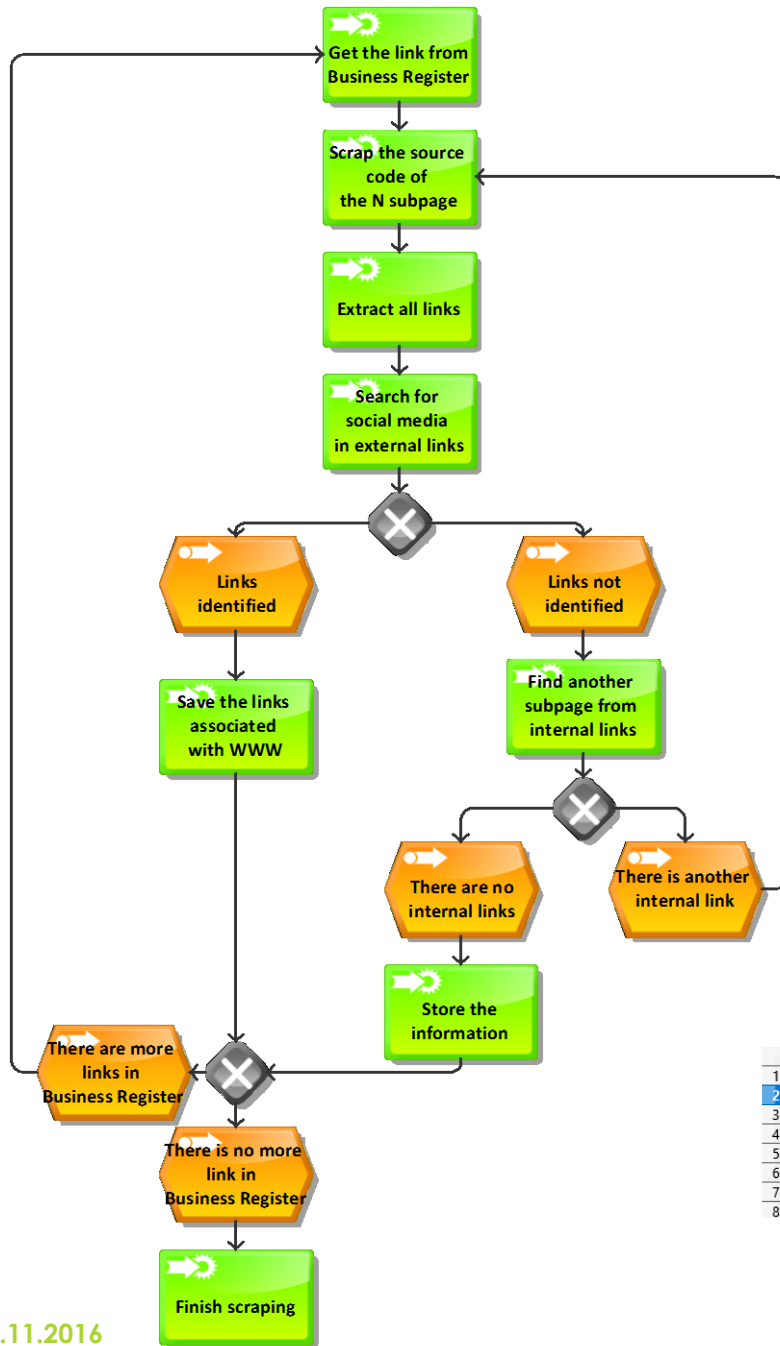 Get the link from
Business Register
Scrap the source
code of
the N subpage
Extract all links
Search for
social media
in external links
Links
identified
Links not
identified
Save the links
associated
with WWW
Find another
subpage from
internal links
There are no
internal links
There is another
internal link
Store the
information
There are more
links in
Business Register
There is no more
link in
Business Register
Finish scraping
1
2
3
4
5
6
7
8
.11.2016